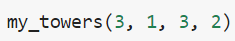 my_towers(3, 1, 3, 2)